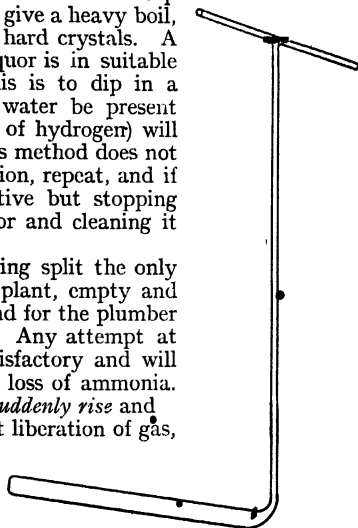 give a heavy boil,
hard crystals. A
quor is in suitable
is is to dip in a
water be present
of hydrogen) will
s method does not
ion, repeat, and if
tive but stopping
or and cleaning it
ing split the only
plant, empty and
nd for the plumber
Any attempt at
isfactory and will
loss of ammonia.
uddenly rise and
t liberation of gas,